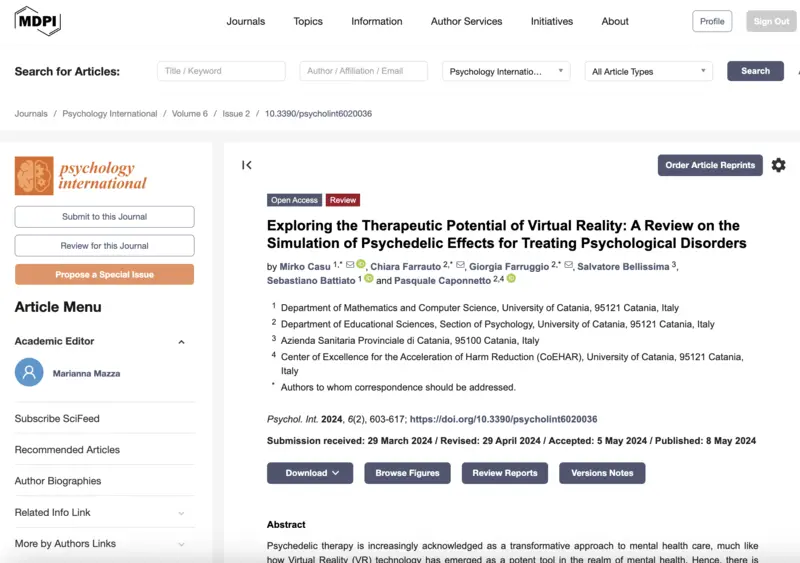 MDPI
Journals Topics Information Author Services Initiatives About Profile Sign Out
Search for Articles: Title / Keyword Author / Affiliation / Email Psychology Internatio... All Article Types Search
Journals / Psychology International / Volume 6 / Issue 2 / 10.3390/psycholint6020036
psychology
international
Submit to this Journal
Review for this Journal
Propose a Special Issue
Article Menu
Academic Editor
Marianna Mazza
Subscribe SciFeed
Recommended Articles
Author Biographies
Related Info Link
More by Authors Links
Order Article Reprints
Open Access Review
Exploring the Therapeutic Potential of Virtual Reality: A Review on the
Simulation of Psychedelic Effects for Treating Psychological Disorders
by Mirko Casu 1,* iD, Chiara Farrauto 2,*, Giorgia Farruggio 2,*, Salvatore Bellissima 3,
Sebastiano Battiato 1 iD and Pasquale Caponnetto 2,4 iD
1 Department of Mathematics and Computer Science, University of Catania, 95121 Catania, Italy
2 Department of Educational Sciences, Section of Psychology, University of Catania, 95121 Catania, Italy
3 Azienda Sanitaria Provinciale di Catania, 95100 Catania, Italy
4 Center of Excellence for the Acceleration of Harm Reduction (CoEHAR), University of Catania, 95121 Catania,
Italy
* Authors to whom correspondence should be addressed.
Psychol. Int. 2024, 6(2), 603-617; https://doi.org/10.3390/psycholint6020036
Submission received: 29 March 2024 / Revised: 29 April 2024 / Accepted: 5 May 2024 / Published: 8 May 2024
Download Browse Figures Review Reports Versions Notes
Abstract
Psychedelic therapy is increasingly acknowledged as a transformative approach to mental health care, much like
how Virtual Reality (VR) technology has emerged as a potent tool in the realm of mental health. Hence, there is